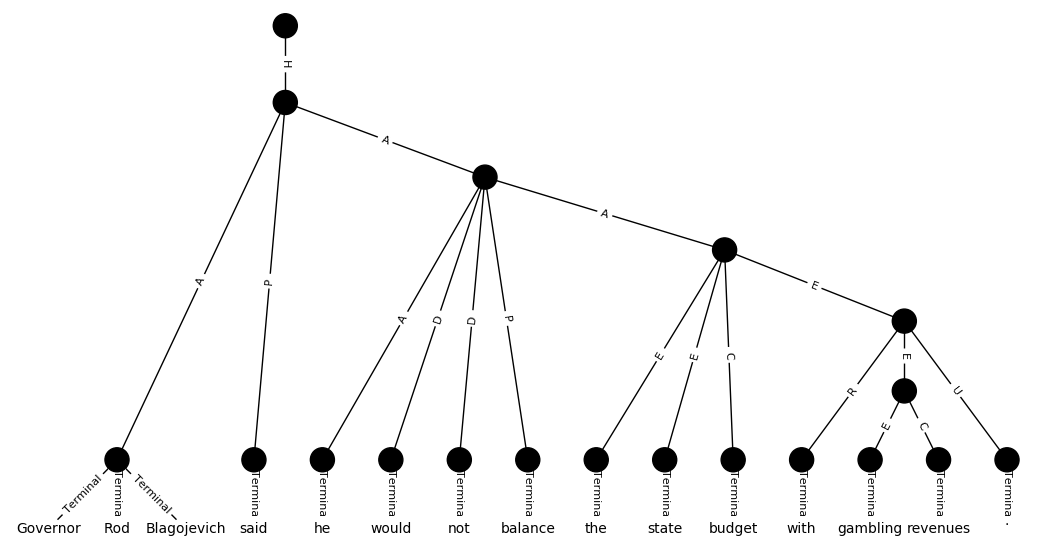 H
A
A
A P
E
A D D P
E E C R E U
E C
Terminal Termina Terminal Termina Termina Termina Termina Termina Termina Termina Termina Termina Termina Termina Termina
Governor Rod Blagojevich said he would not balance the state budget with gambling revenues .